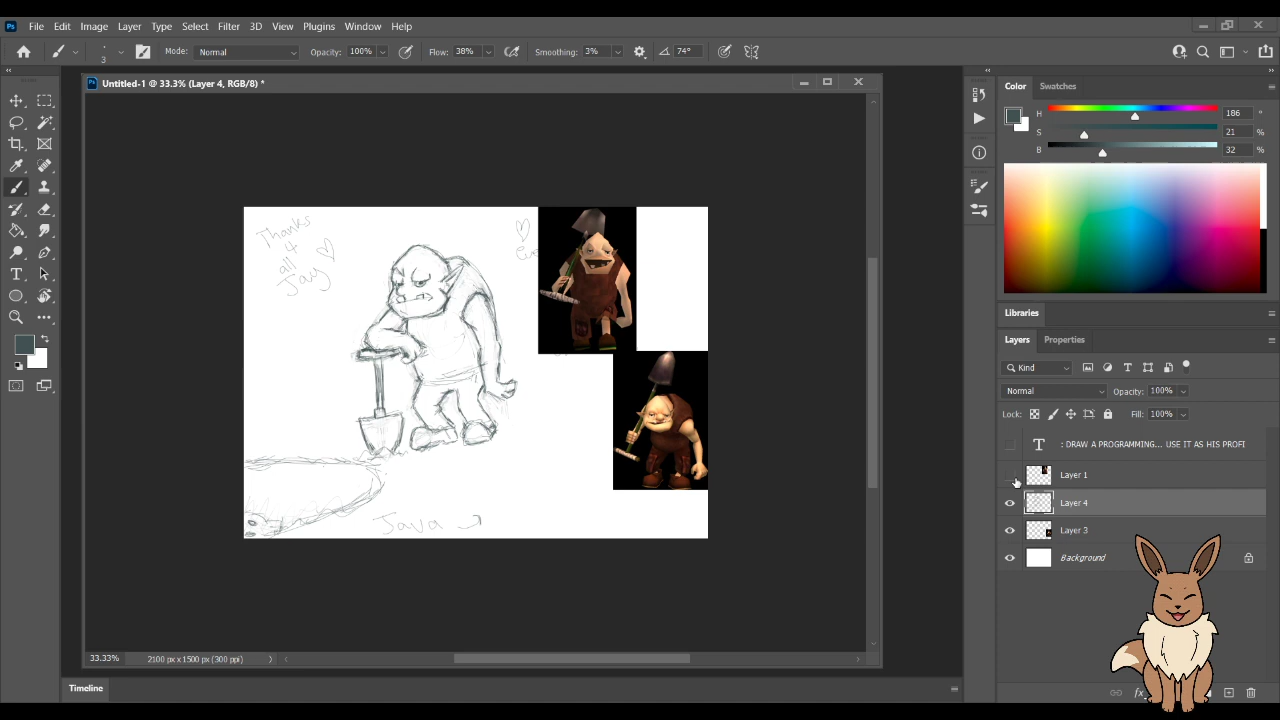 File Edit Image Layer Type Select Filter 3D View Plugins Window Help
3 Mode: Normal Opacity: 100% Flow: 38% Smoothing: 3% 74°
Untitled-1 @ 33.3% (Layer 4, RGB/8) *
Color Swatches
H 186 °
S 21 %
B 32 %
Thanks
4
all
Jay
Java
Libraries
Layers Properties
Kind
Normal Opacity: 100%
Lock: Fill: 100%
T : DRAW A PROGRAMMING... USE IT AS HIS PROFI
Layer 1
Layer 4
Layer 3
Background
33.33% 2100 px x 1500 px (300 ppi)
Timeline
fx